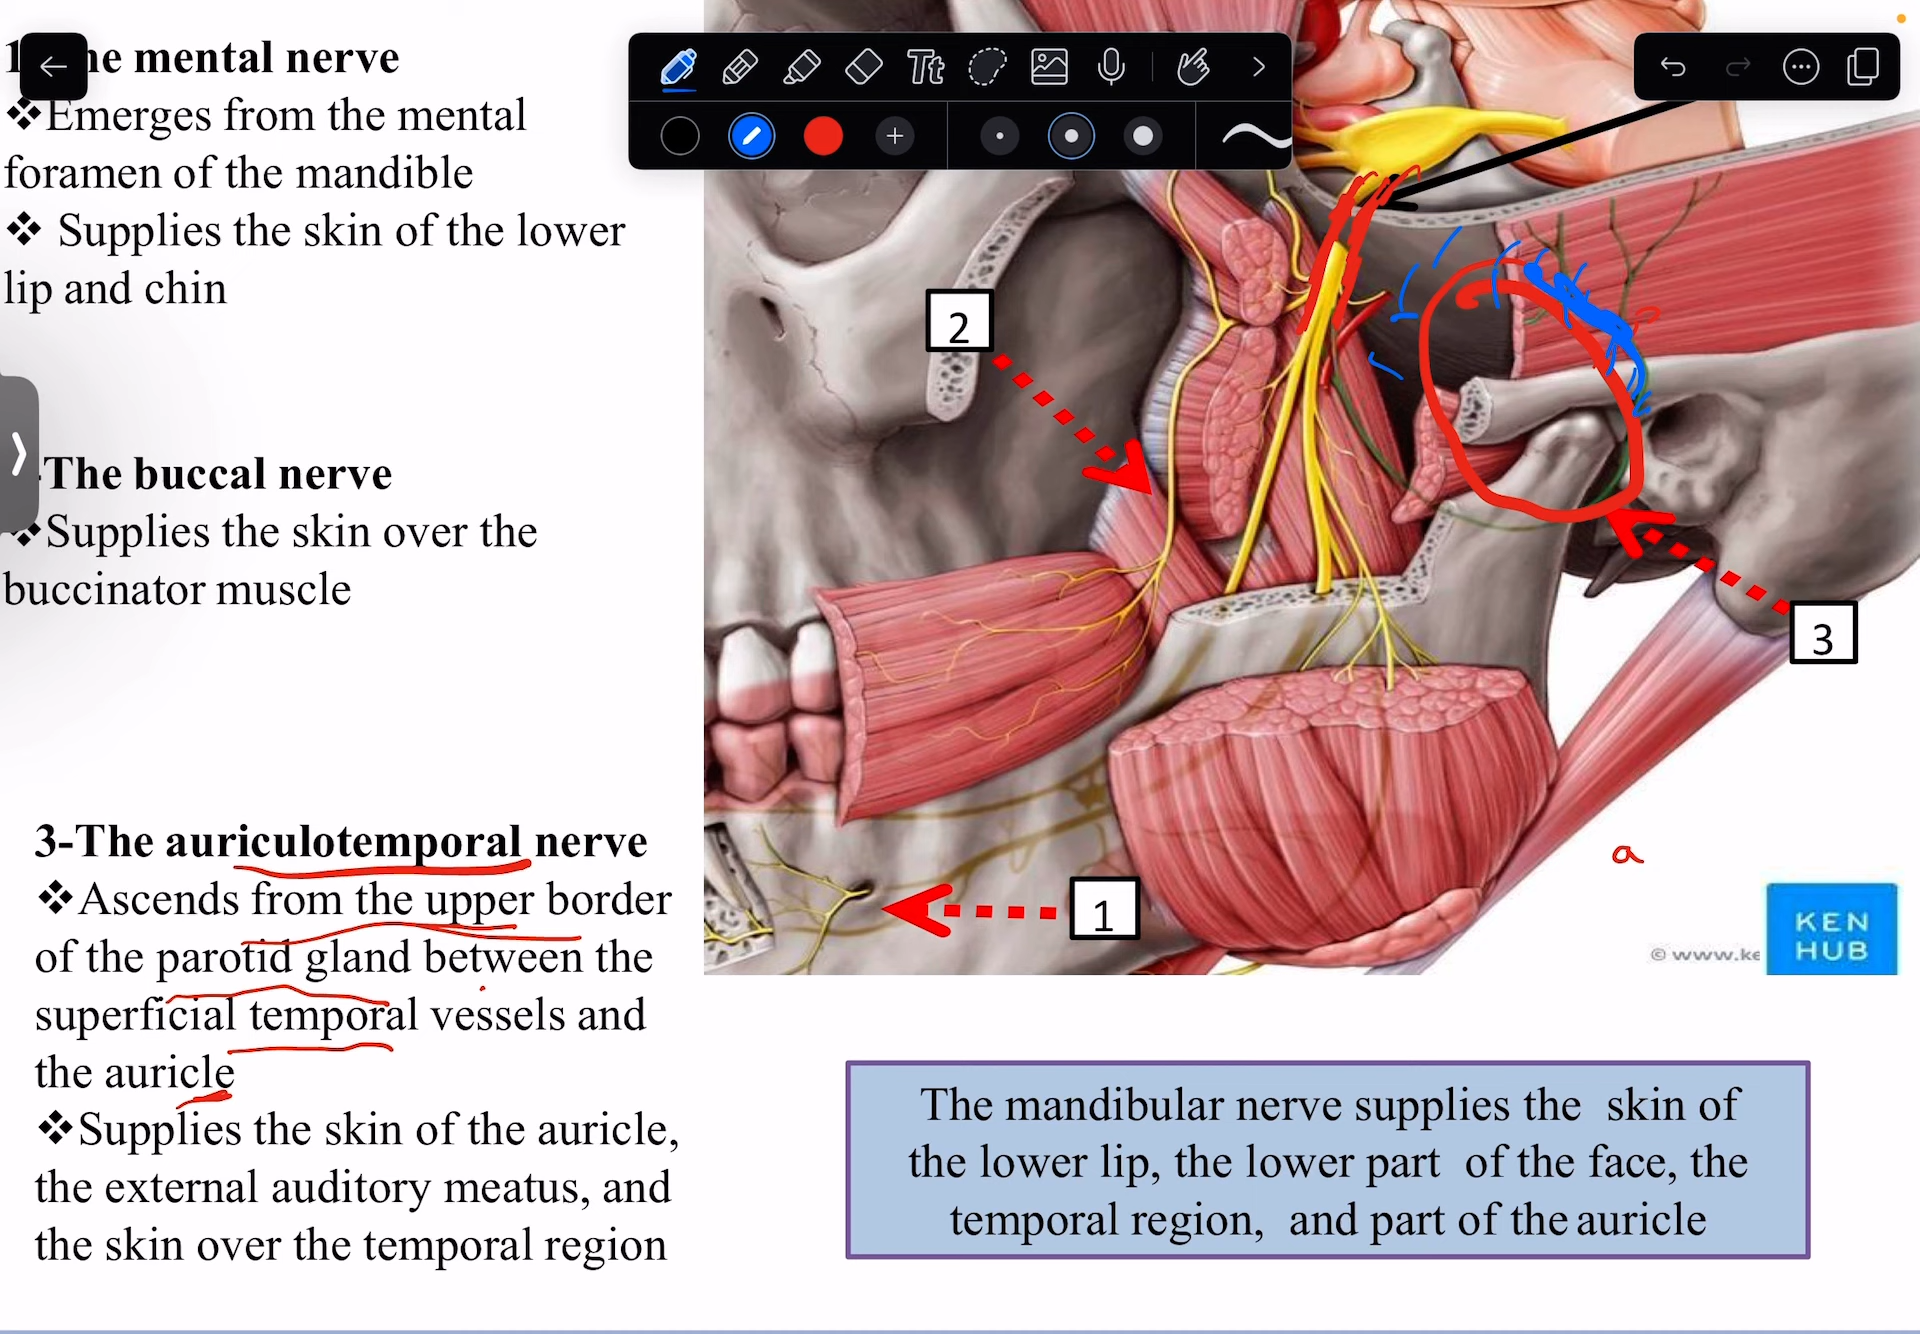 he mental nerve
❖Emerges from the mental
foramen of the mandible
❖ Supplies the skin of the lower
lip and chin
-The buccal nerve
❖Supplies the skin over the
buccinator muscle
3-The auriculotemporal nerve
❖Ascends from the upper border
of the parotid gland between the
superficial temporal vessels and
the auricle
❖Supplies the skin of the auricle,
the external auditory meatus, and
the skin over the temporal region
Tt
2
3
1
a
© www.ke
KEN
HUB
The mandibular nerve supplies the skin of
the lower lip, the lower part of the face, the
temporal region, and part of the auricle